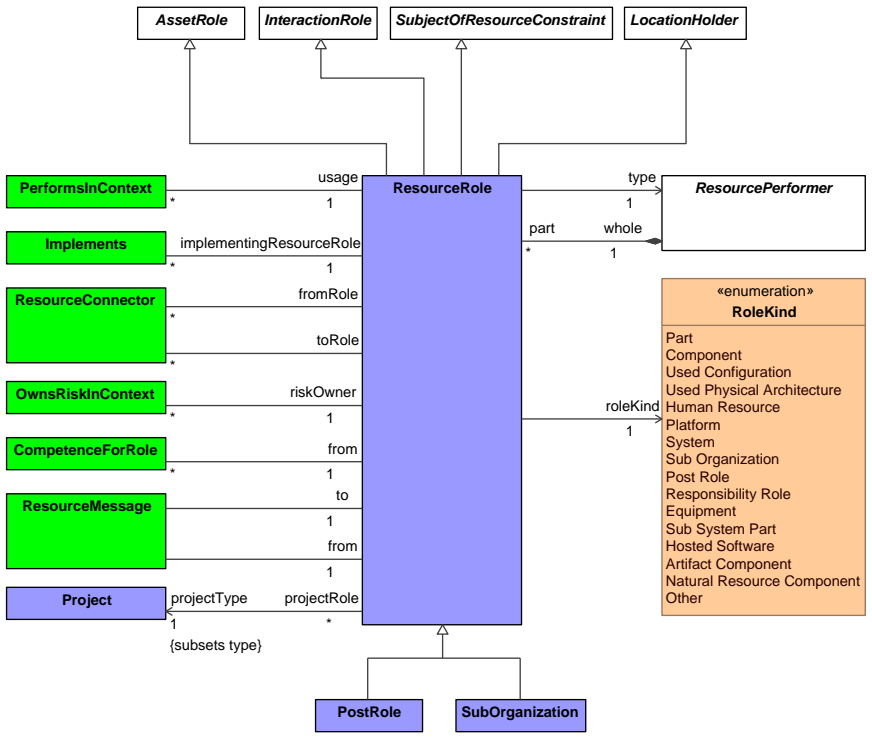 AssetRole
InteractionRole
SubjectOfResourceConstraint
LocationHolder
PerformsInContext
*
usage
1
ResourceRole
type
1
ResourcePerformer
part
*
whole
1
Implements
*
implementingResourceRole
1
ResourceConnector
*
fromRole
*
toRole
OwnsRiskInContext
*
riskOwner
1
CompetenceForRole
*
from
1
ResourceMessage
to
1
from
1
Project
projectType
1
{subsets type}
projectRole
*
roleKind
1
«enumeration»
RoleKind
Part
Component
Used Configuration
Used Physical Architecture
Human Resource
Platform
System
Sub Organization
Post Role
Responsibility Role
Equipment
Sub System Part
Hosted Software
Artifact Component
Natural Resource Component
Other
PostRole
SubOrganization